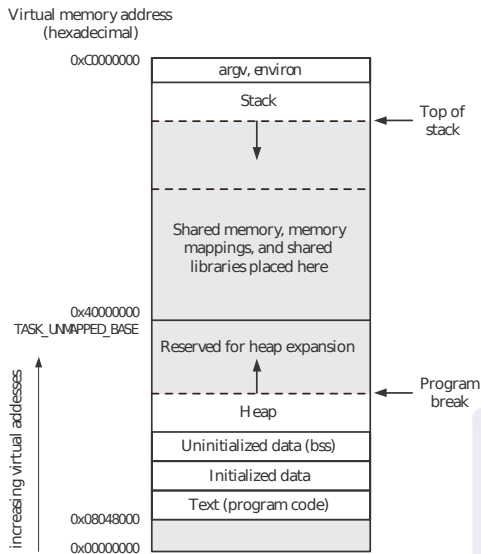 Virtual memory address
(hexadecimal)
0xC0000000
argv, environ
Stack
Top of
stack
Shared memory, memory
mappings, and shared
libraries placed here
0x40000000
TASK_UNMAPPED_BASE
Reserved for heap expansion
Program
break
Heap
Uninitialized data (bss)
Initialized data
Text (program code)
0x08048000
0x00000000
increasing virtual addesses